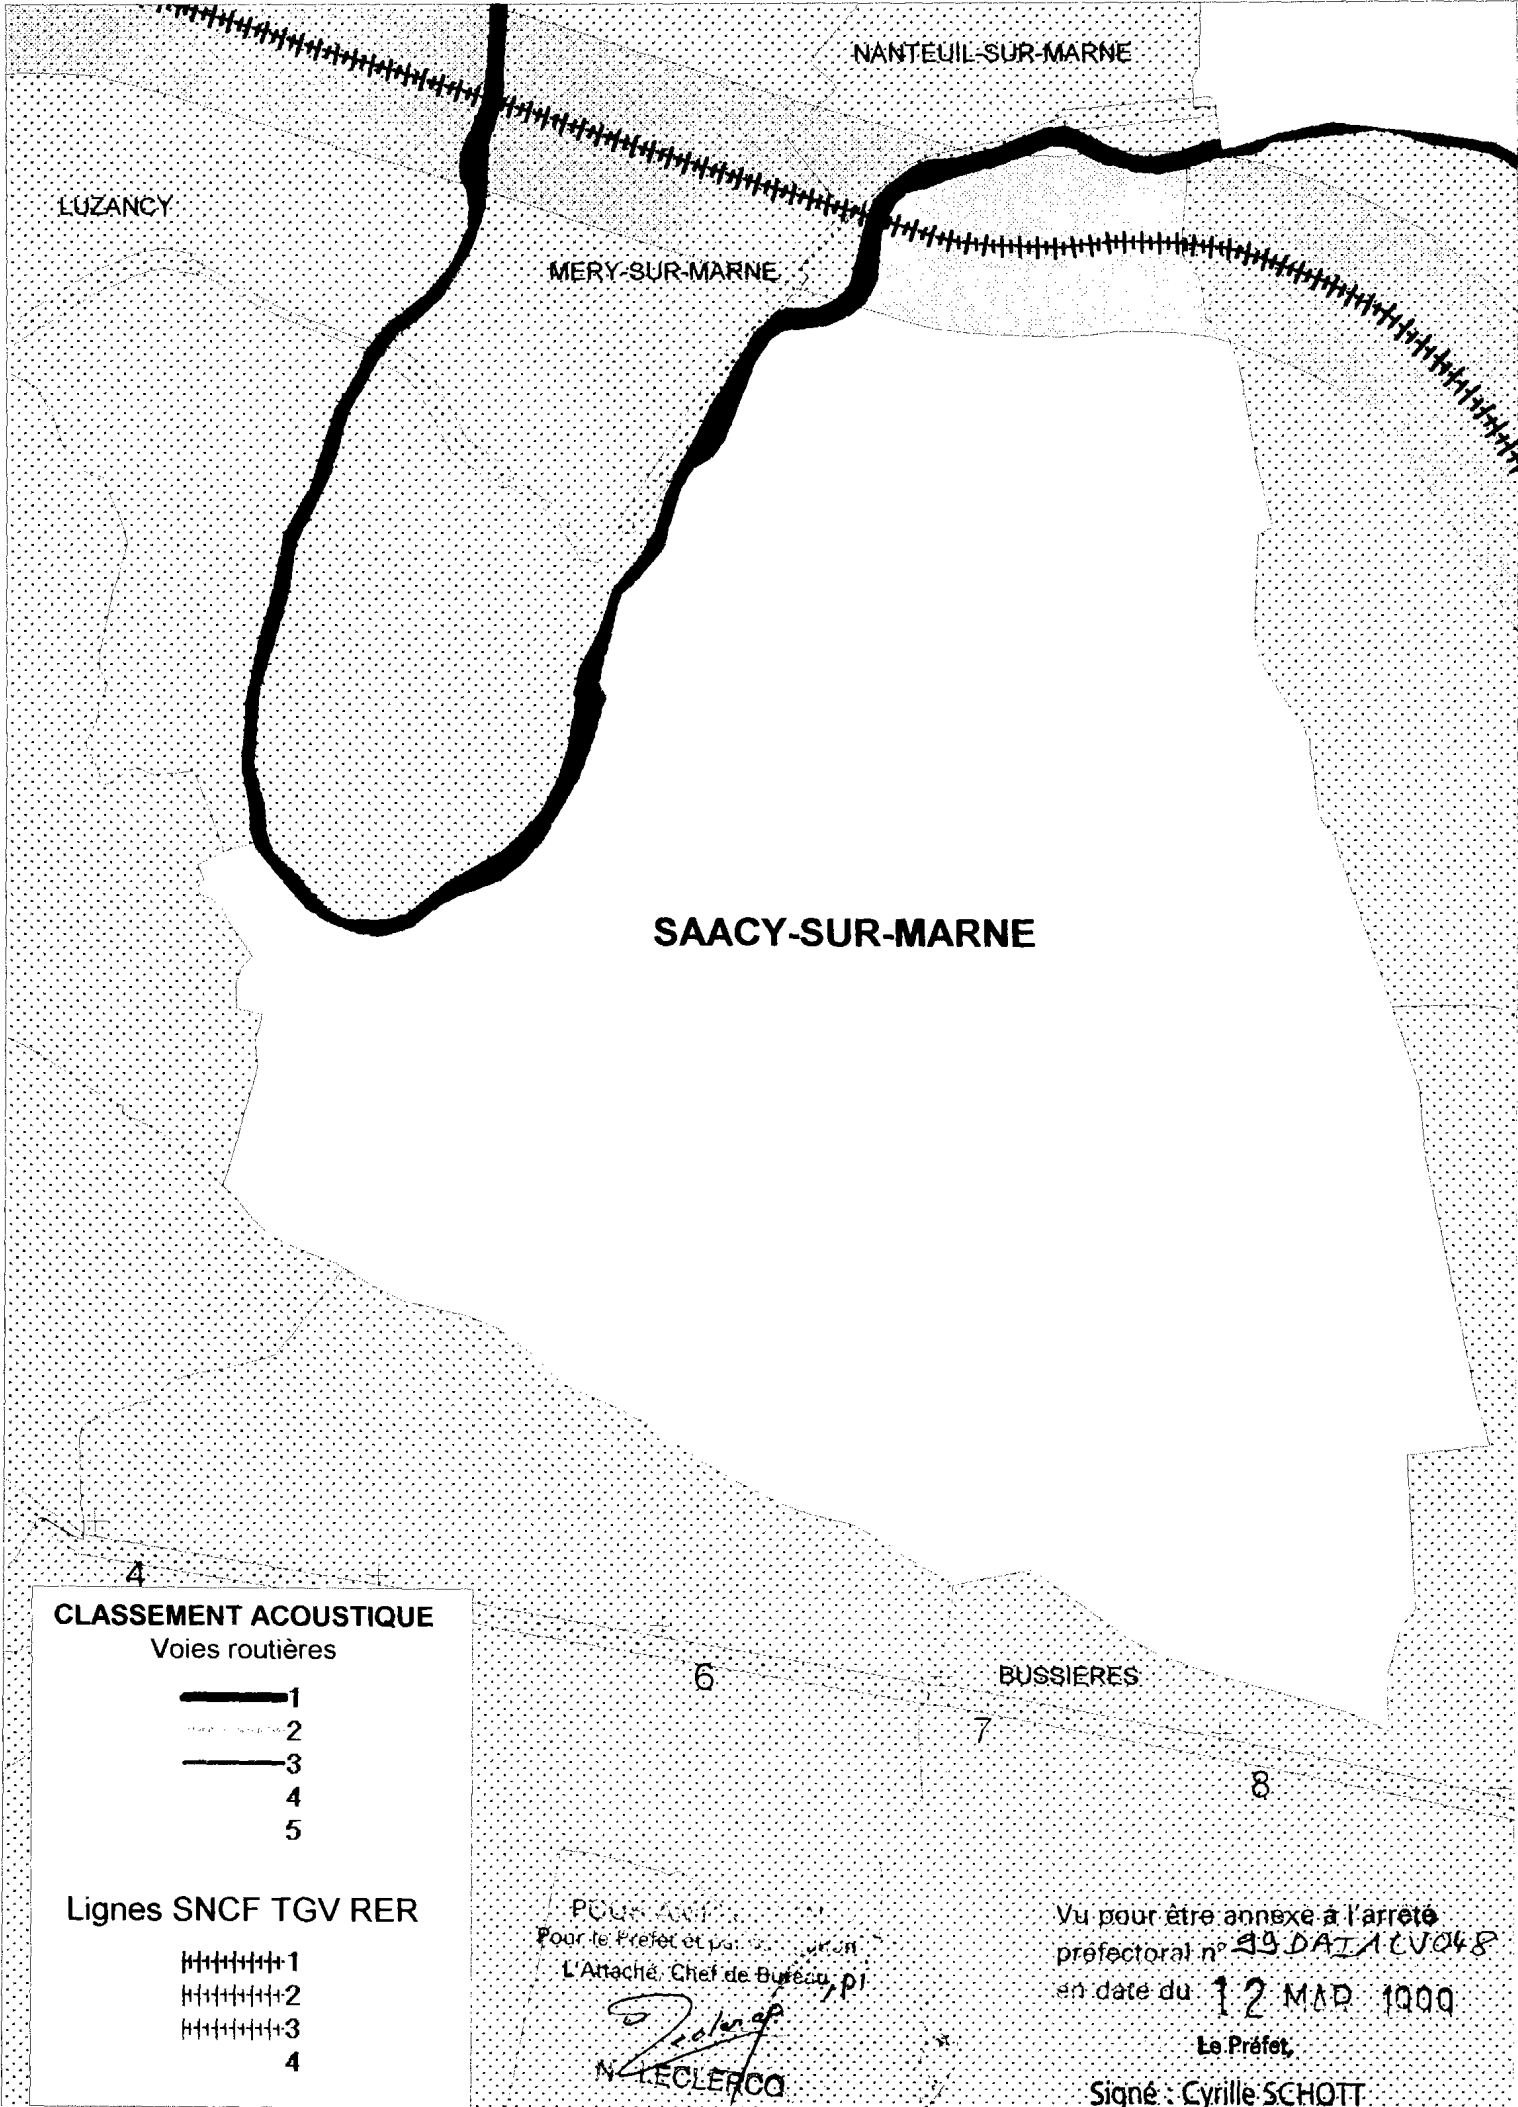 NANTEUIL-SUR-MARNE
LUZANCY
MERY-SUR-MARNE
SAACY-SUR-MARNE
4
CLASSEMENT ACOUSTIQUE
Voies routières
1
2
3
4
5
Lignes SNCF TGV RER
1
2
3
4
6
BUSSIERES
7
8
Pour le Préfet et
L'Attaché, Chef de Bureau, pi
N. LECLERCQ
Vu pour être annexé à l'arrêté
préfectoral n° 99 DAI 1 CV 048
en date du 12 MAR 1999
Le Préfet,
Signé : Cyrille SCHOTT